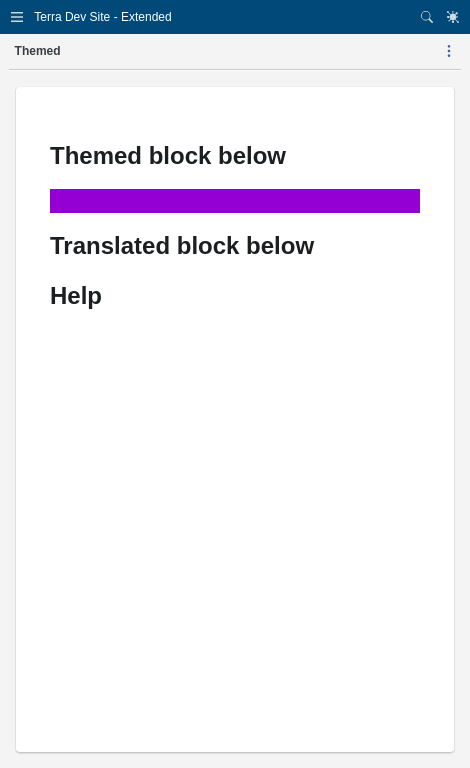 Terra Dev Site - Extended
Themed
Themed block below
Translated block below
Help